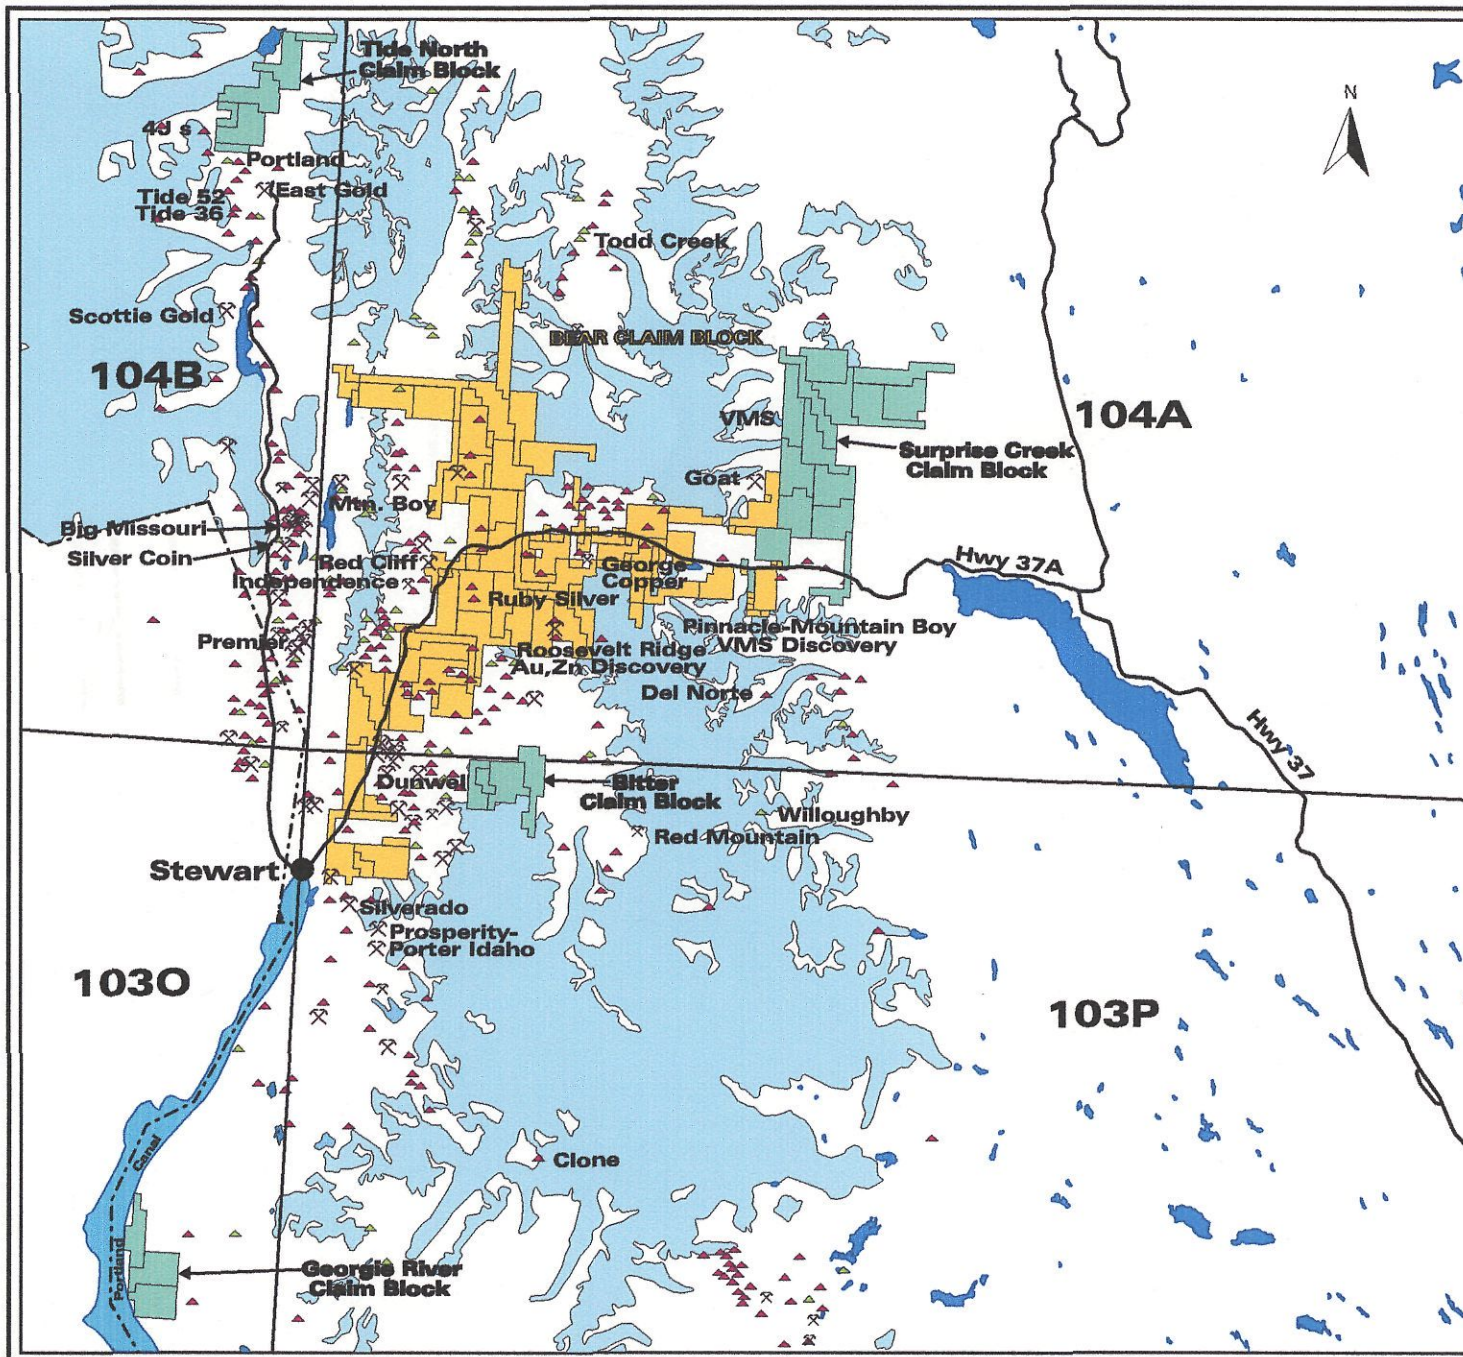 Tide North
Claim Block
N
4J s
Portland
East Gold
Tide 52
Tide 36
Todd Creek
Scottie Gold
BEAR CLAIM BLOCK
104B
104A
VMS
Surprise Creek
Claim Block
Goat
Mtn. Boy
Big Missouri
Silver Coin
Red Cliff
Independence
George
Copper
Hwy 37A
Ruby Silver
Premier
Pinnacle-Mountain Boy
VMS Discovery
Roosevelt Ridge
Au,Zn Discovery
Del Norte
Hwy 37
Dunwel
Bitter
Claim Block
Willoughby
Red Mountain
Stewart
Silverado
Prosperity-
Porter Idaho
103O
103P
Clone
Portland Canal
Georgie River
Claim Block